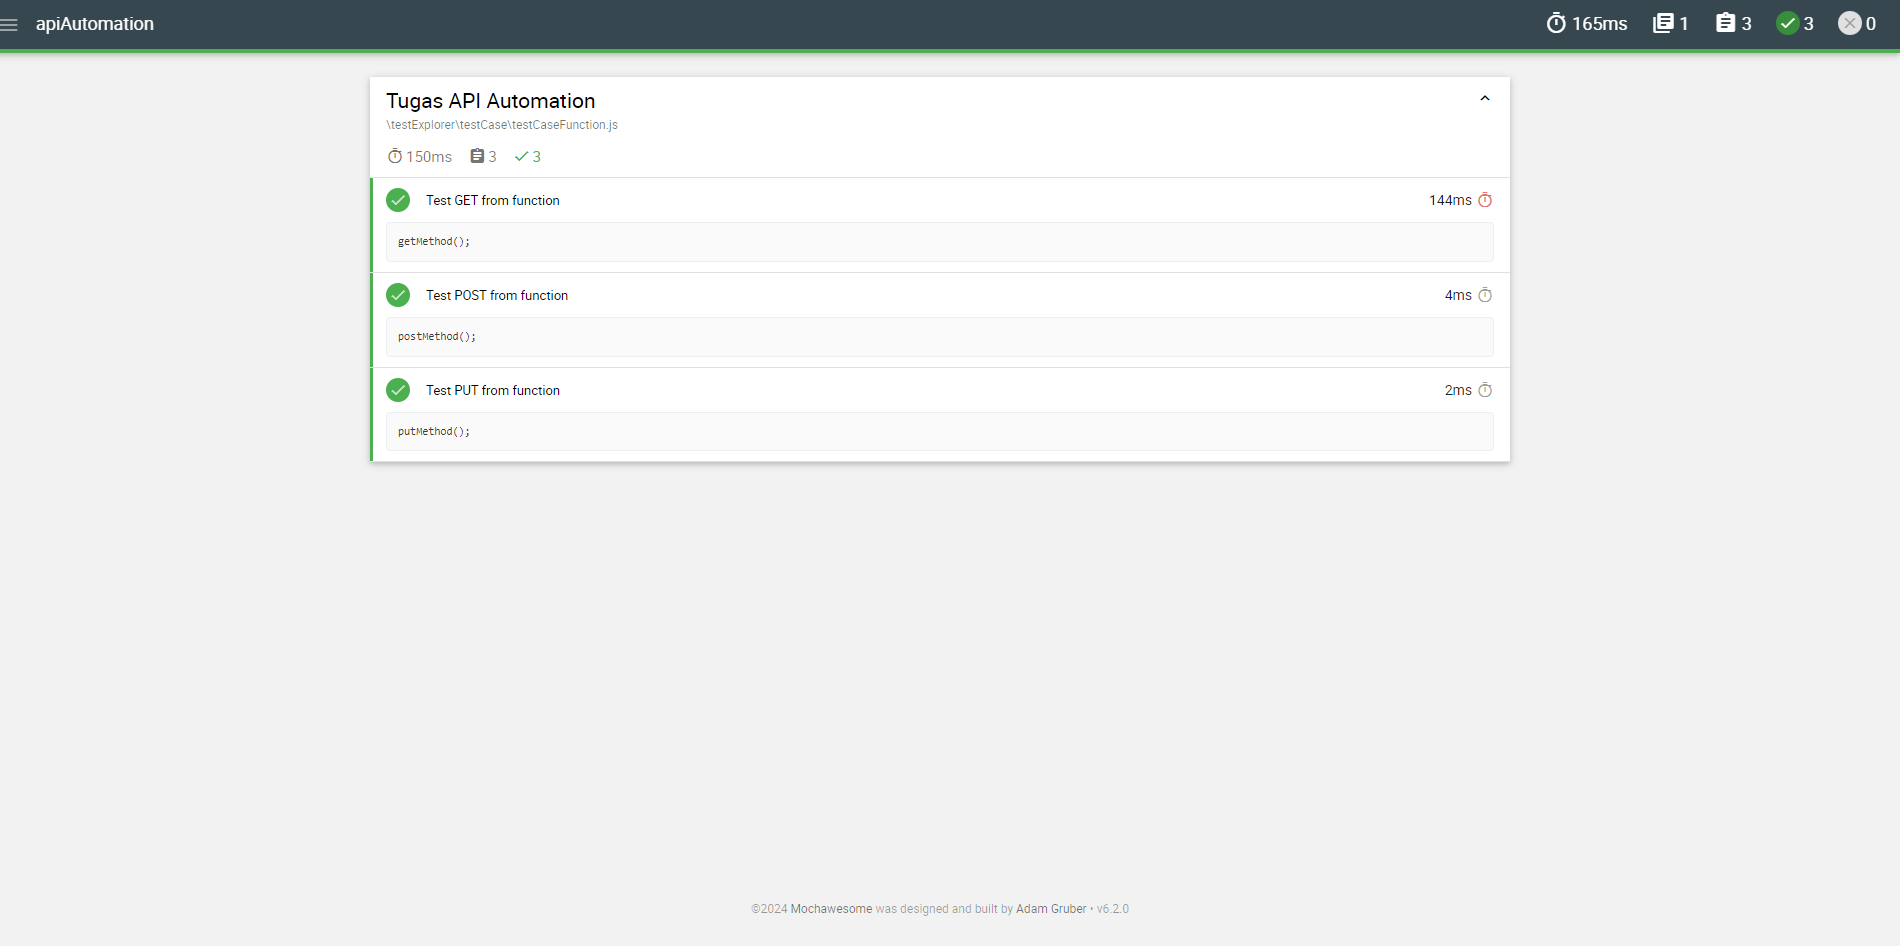 apiAutomation
165ms 1 3 3 0
Tugas API Automation
\testExplorer\testCase\testCaseFunction.js
150ms 3 3
Test GET from function 144ms
getMethod();
Test POST from function 4ms
postMethod();
Test PUT from function 2ms
putMethod();
©2024 Mochawesome was designed and built by Adam Gruber • v6.2.0